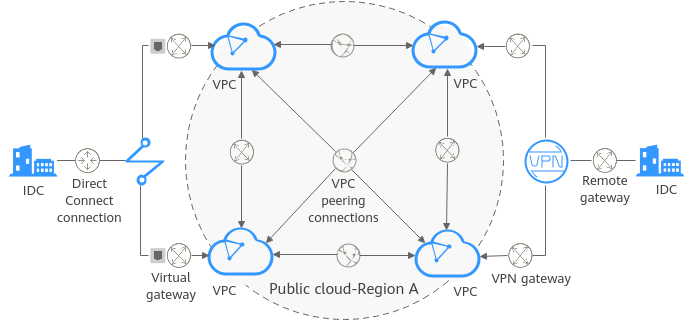 VPC
VPC
VPN
IDC
Direct
Connect
connection
VPC
peering
connections
Remote
gateway
IDC
Virtual
gateway
VPC
Public cloud-Region A
VPC
VPN gateway